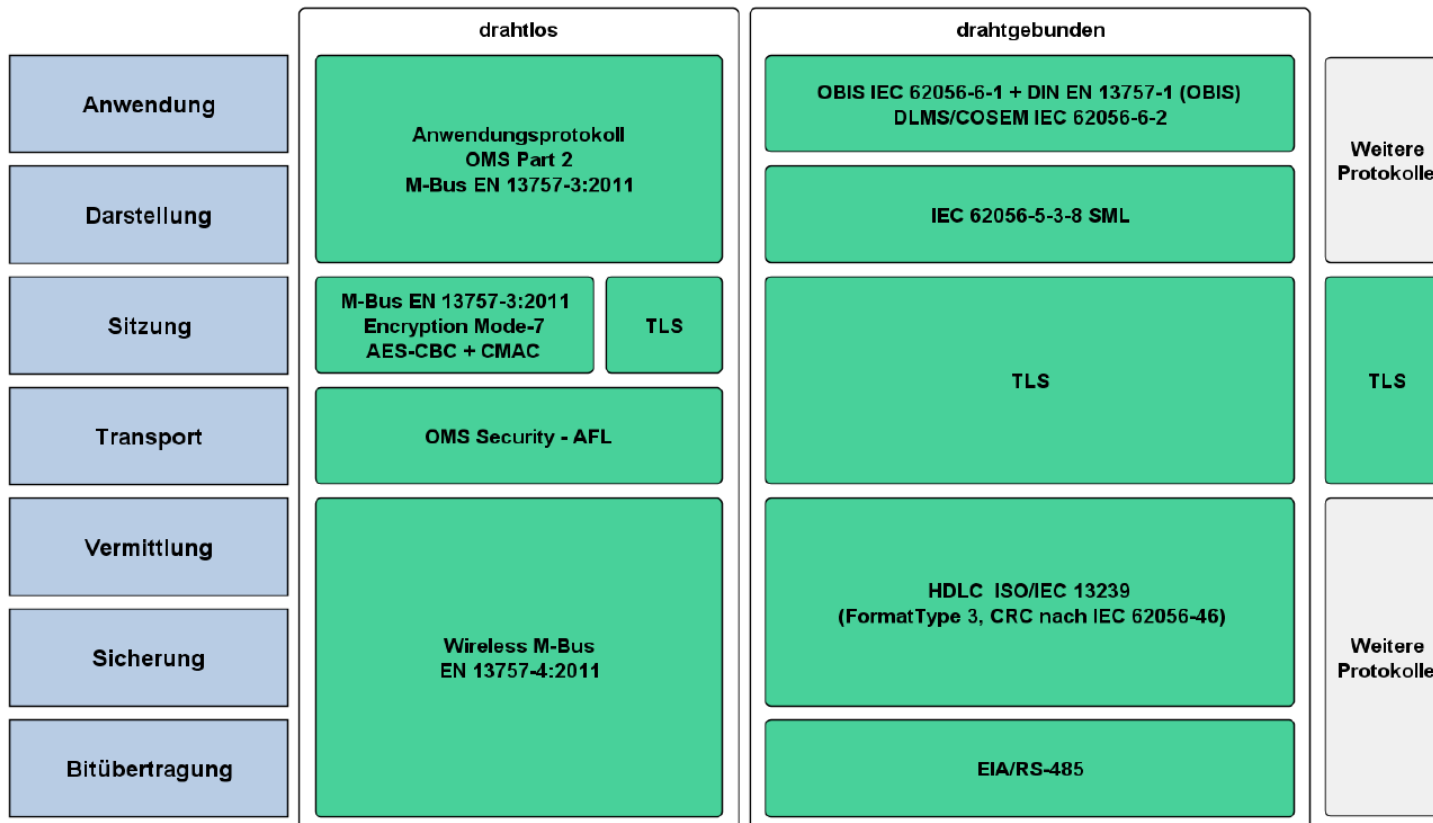 drahtlos
drahtgebunden
Anwendung
Darstellung
Sitzung
Transport
Vermittlung
Sicherung
Bitübertragung
Anwendungsprotokoll
OMS Part 2
M-Bus EN 13757-3:2011
M-Bus EN 13757-3:2011
Encryption Mode-7
AES-CBC + CMAC
TLS
OMS Security - AFL
Wireless M-Bus
EN 13757-4:2011
OBIS IEC 62056-6-1 + DIN EN 13757-1 (OBIS)
DLMS/COSEM IEC 62056-6-2
IEC 62056-5-3-8 SML
TLS
HDLC ISO/IEC 13239
(FormatType 3, CRC nach IEC 62056-46)
EIA/RS-485
Weitere
Protokolle
TLS
Weitere
Protokolle